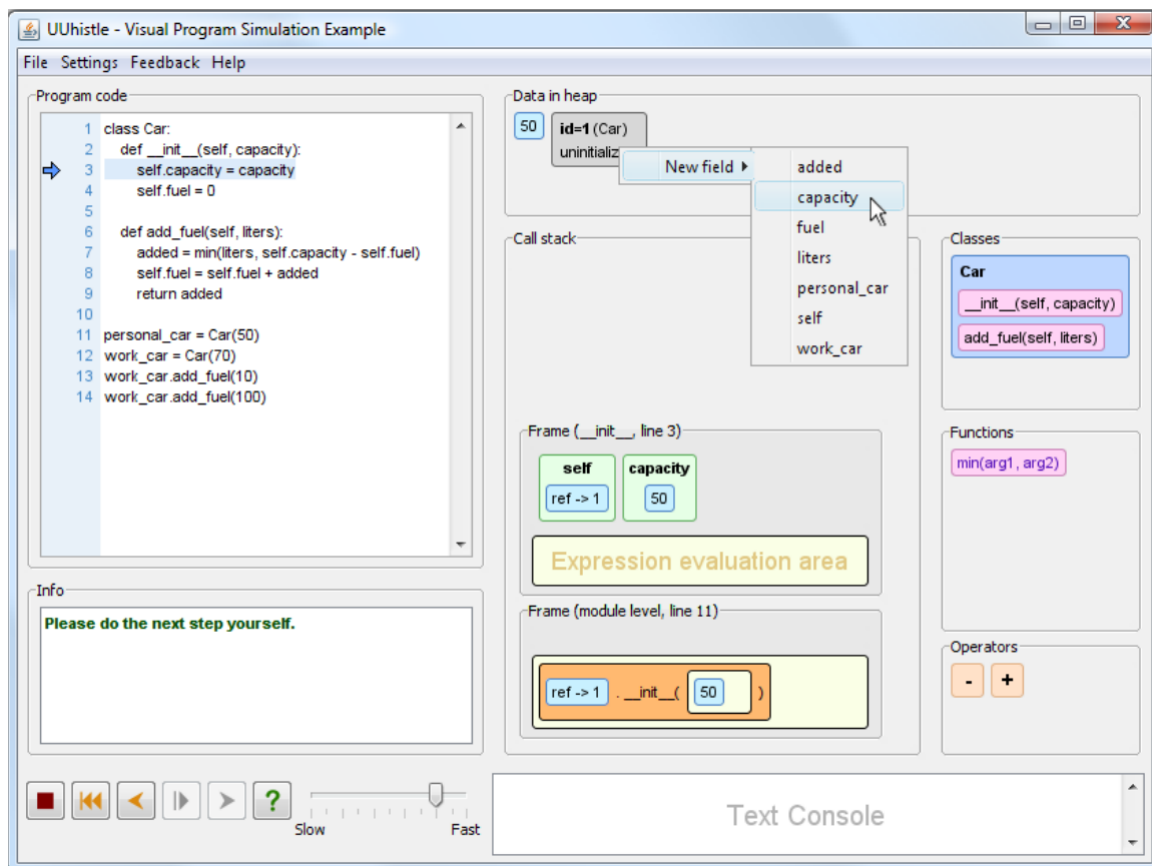 UUhistle - Visual Program Simulation Example
File Settings Feedback Help
Program code
1 class Car:
2 def __init__(self, capacity):
3 self.capacity = capacity
4 self.fuel = 0
5
6 def add_fuel(self, liters):
7 added = min(liters, self.capacity - self.fuel)
8 self.fuel = self.fuel + added
9 return added
10
11 personal_car = Car(50)
12 work_car = Car(70)
13 work_car.add_fuel(10)
14 work_car.add_fuel(100)
Info
Please do the next step yourself.
Slow Fast
Data in heap
50 id=1 (Car)
uninitializ
New field
added
capacity
fuel
liters
personal_car
self
work_car
Call stack
Frame (__init__, line 3)
self capacity
ref -> 1 50
Expression evaluation area
Frame (module level, line 11)
ref -> 1 . __init__( 50 )
Classes
Car
__init__(self, capacity)
add_fuel(self, liters)
Functions
min(arg1, arg2)
Operators
- +
?
Text Console